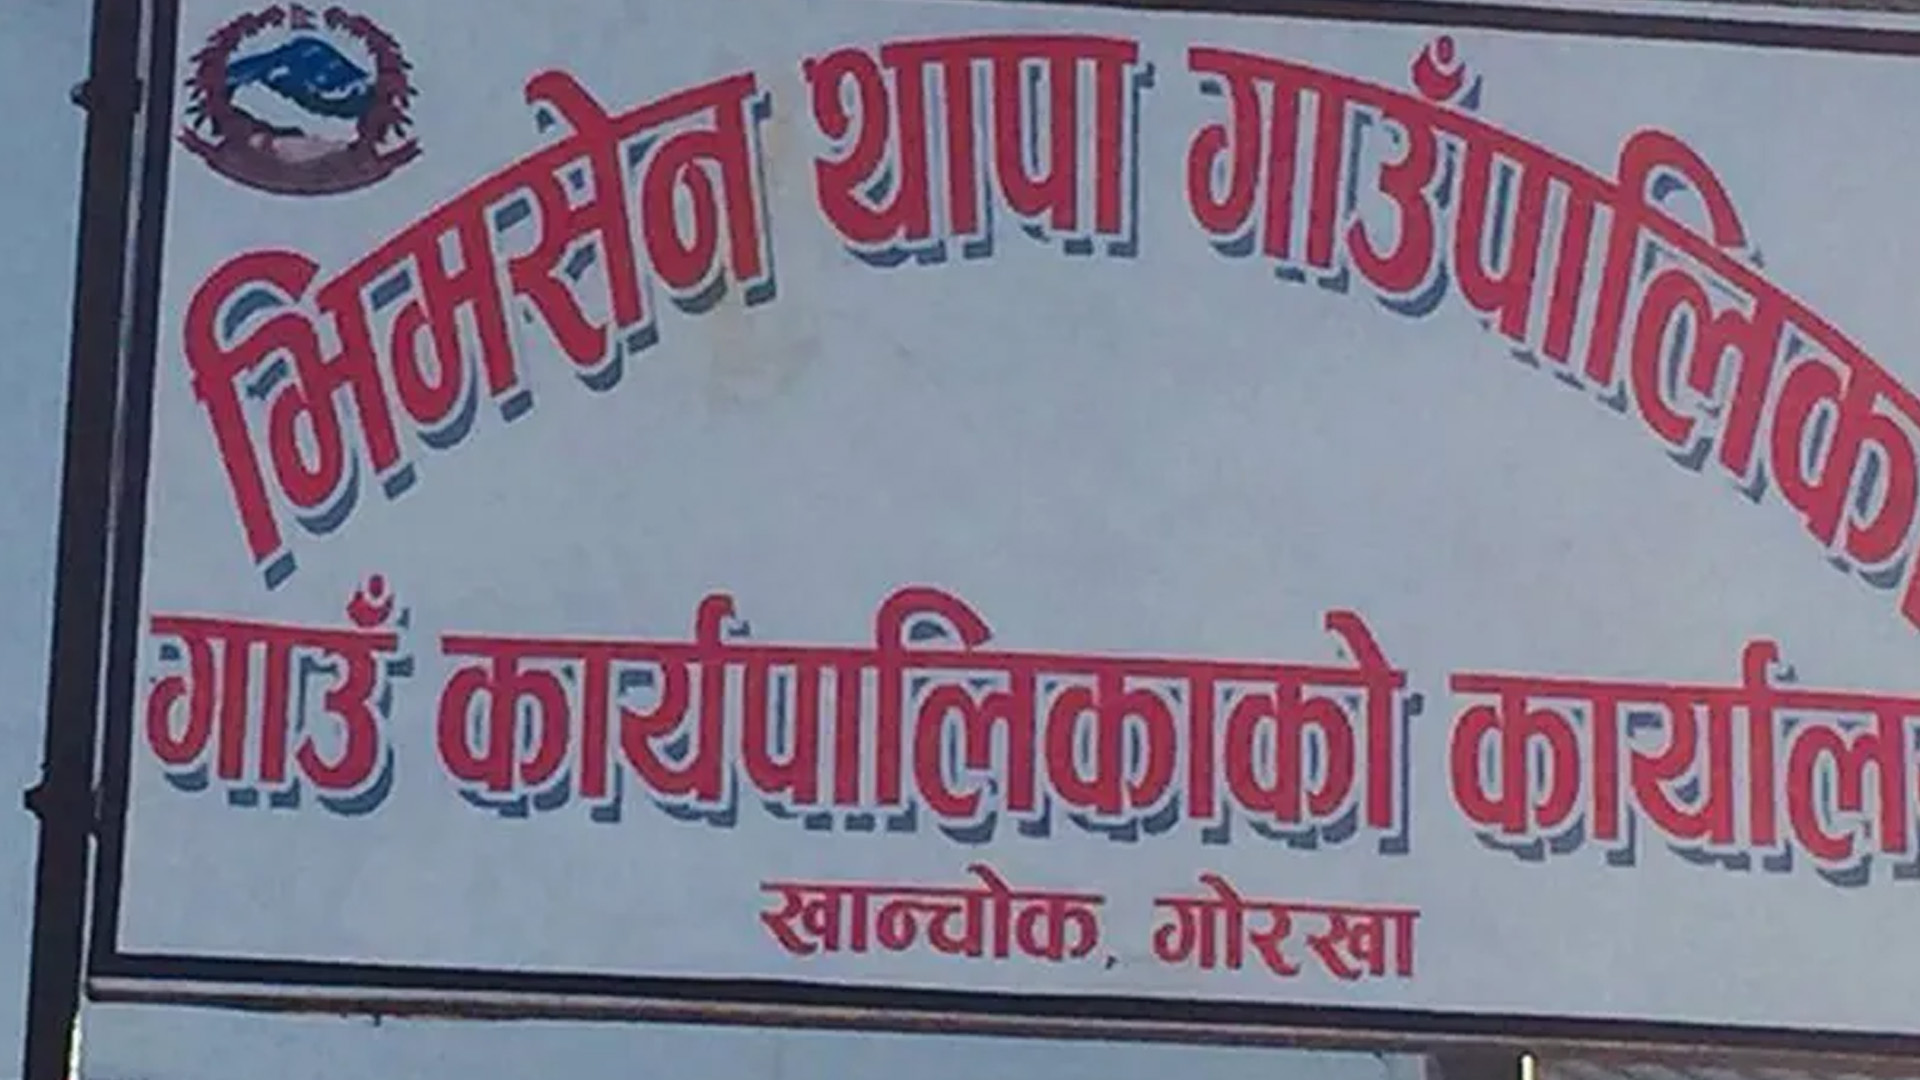 भिमसेन थापा गाउँपालिका
गाउँ कार्यपालिकाको कार्याल
खान्चोक, गोरखा